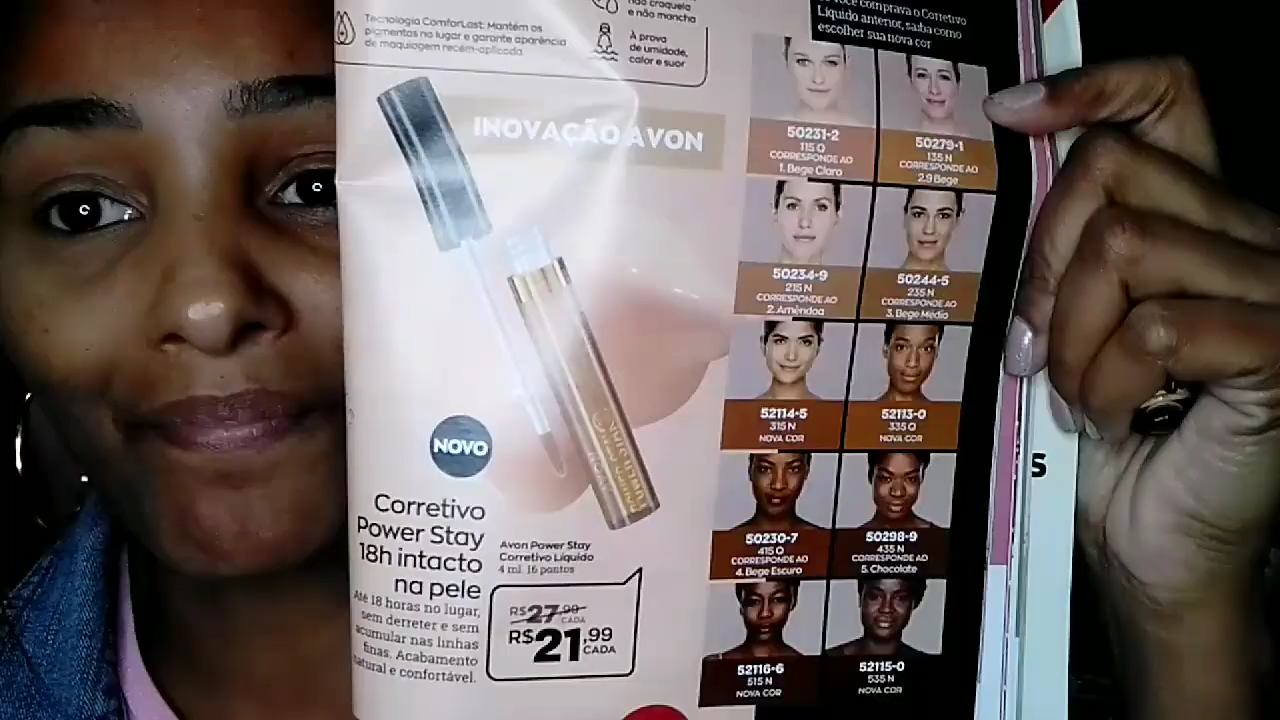 Tecnologia ComforLast: Mantém os
pigmentos no lugar e garante aparência
de maquiagem recém-aplicada.
não craquela
e não mancha
À prova
de umidade,
calor e suor
comprava o Corretivo
Líquido anterior, saiba como
escolher sua nova cor
INOVAÇÃO AVON
NOVO
Corretivo
Power Stay
18h intacto
na pele
Até 18 horas no lugar,
sem derreter e sem
acumular nas linhas
finas. Acabamento
natural e confortável.
Avon Power Stay
Corretivo Líquido
4 ml. 16 pontos
R$27,99 CADA
R$21,99 CADA
50231-2
115 Q
CORRESPONDE AO
1. Bege Claro
50279-1
135 N
CORRESPONDE AO
2.9 Bege
50234-9
215 N
CORRESPONDE AO
2. Amêndoa
50244-5
235 N
CORRESPONDE AO
3. Bege Médio
52114-5
315 N
NOVA COR
52113-0
335 Q
NOVA COR
50230-7
415 Q
CORRESPONDE AO
4. Bege Escuro
50298-9
435 N
CORRESPONDE AO
5. Chocolate
52116-6
515 N
NOVA COR
52115-0
535 N
NOVA COR
S